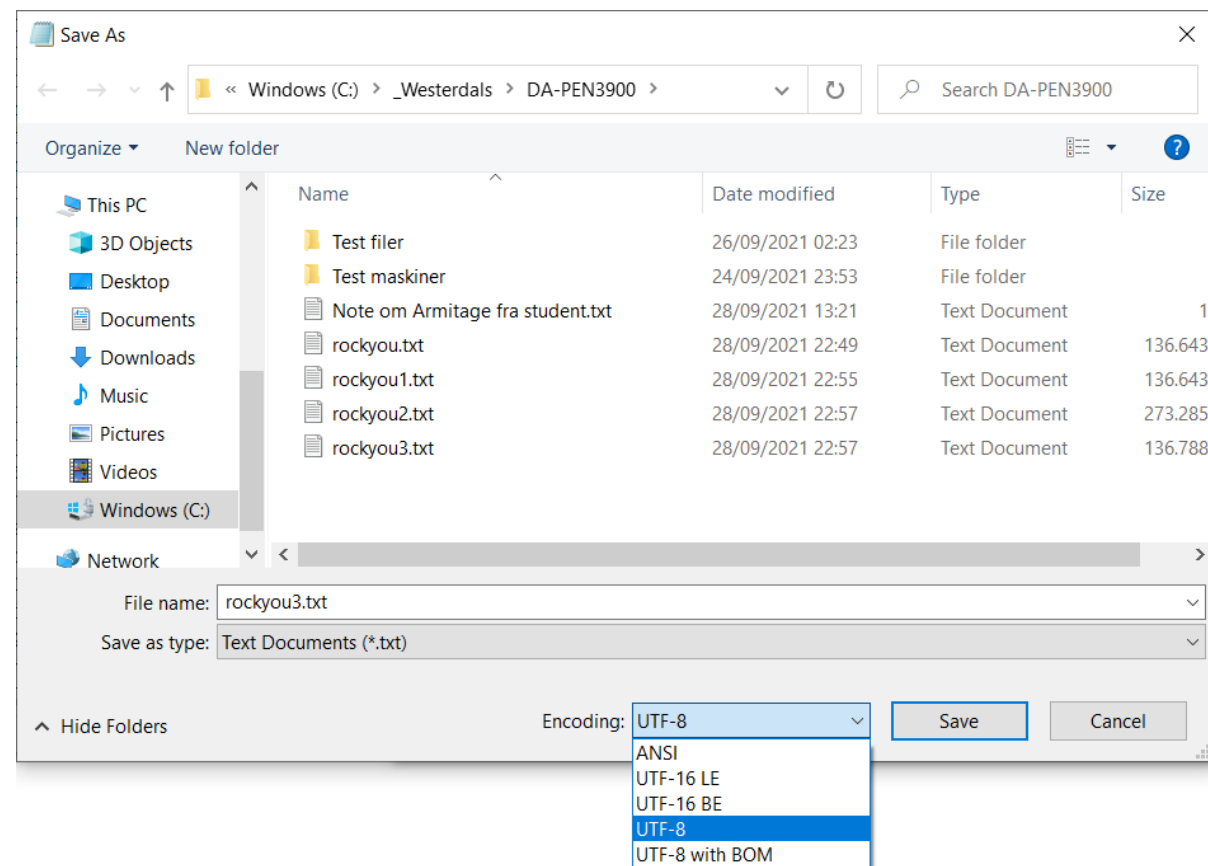 Save As
« Windows (C:) > _Westerdals > DA-PEN3900 >
Search DA-PEN3900
Organize
New folder
?
Name Date modified Type Size
This PC
3D Objects
Desktop
Documents
Downloads
Music
Pictures
Videos
Windows (C:)
Network
Test filer 26/09/2021 02:23 File folder
Test maskiner 24/09/2021 23:53 File folder
Note om Armitage fra student.txt 28/09/2021 13:21 Text Document 1
rockyou.txt 28/09/2021 22:49 Text Document 136.643
rockyou1.txt 28/09/2021 22:55 Text Document 136.643
rockyou2.txt 28/09/2021 22:57 Text Document 273.285
rockyou3.txt 28/09/2021 22:57 Text Document 136.788
File name: rockyou3.txt
Save as type: Text Documents (*.txt)
Hide Folders
Encoding: UTF-8
Save
Cancel
ANSI
UTF-16 LE
UTF-16 BE
UTF-8
UTF-8 with BOM